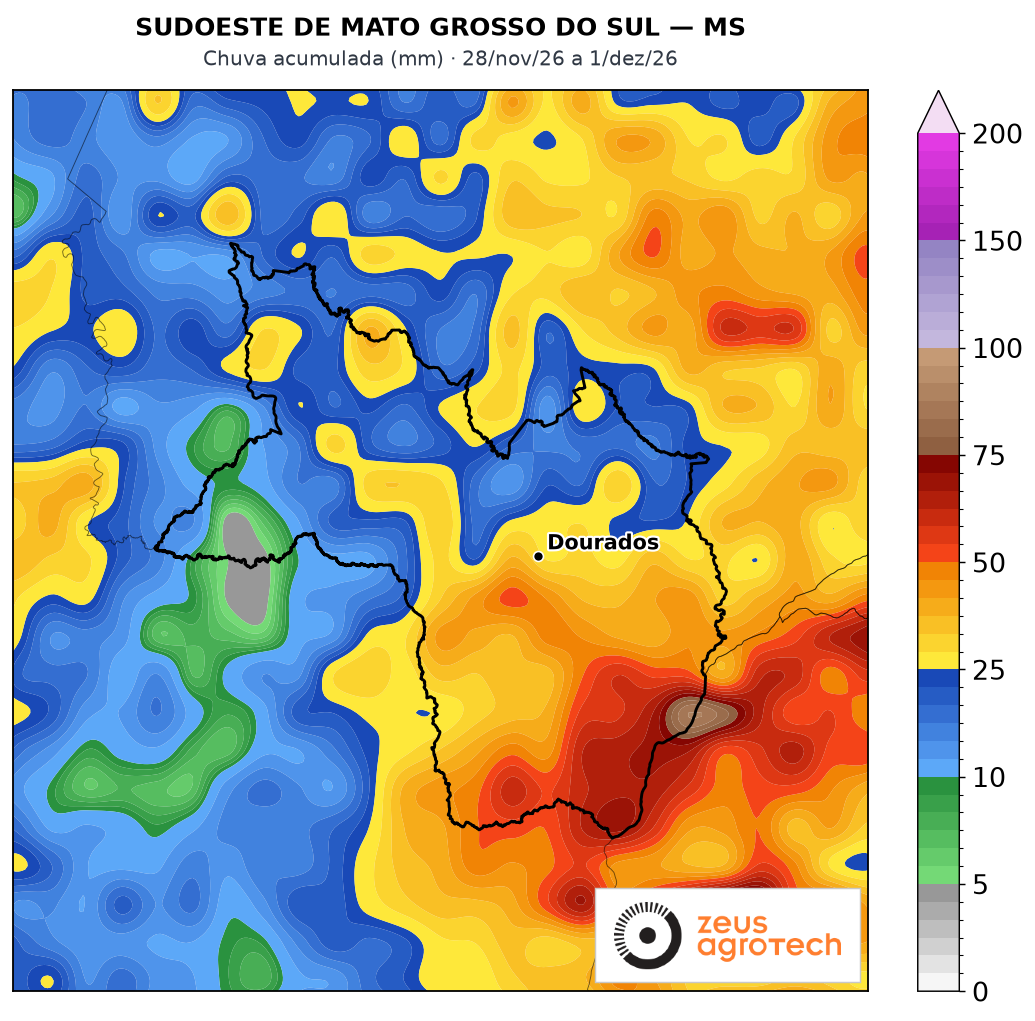 SUDOESTE DE MATO GROSSO DO SUL — MS
Chuva acumulada (mm) · 28/nov/26 a 1/dez/26
200
150
100
75
50
25
10
5
0
Dourados
zeus
agrotech